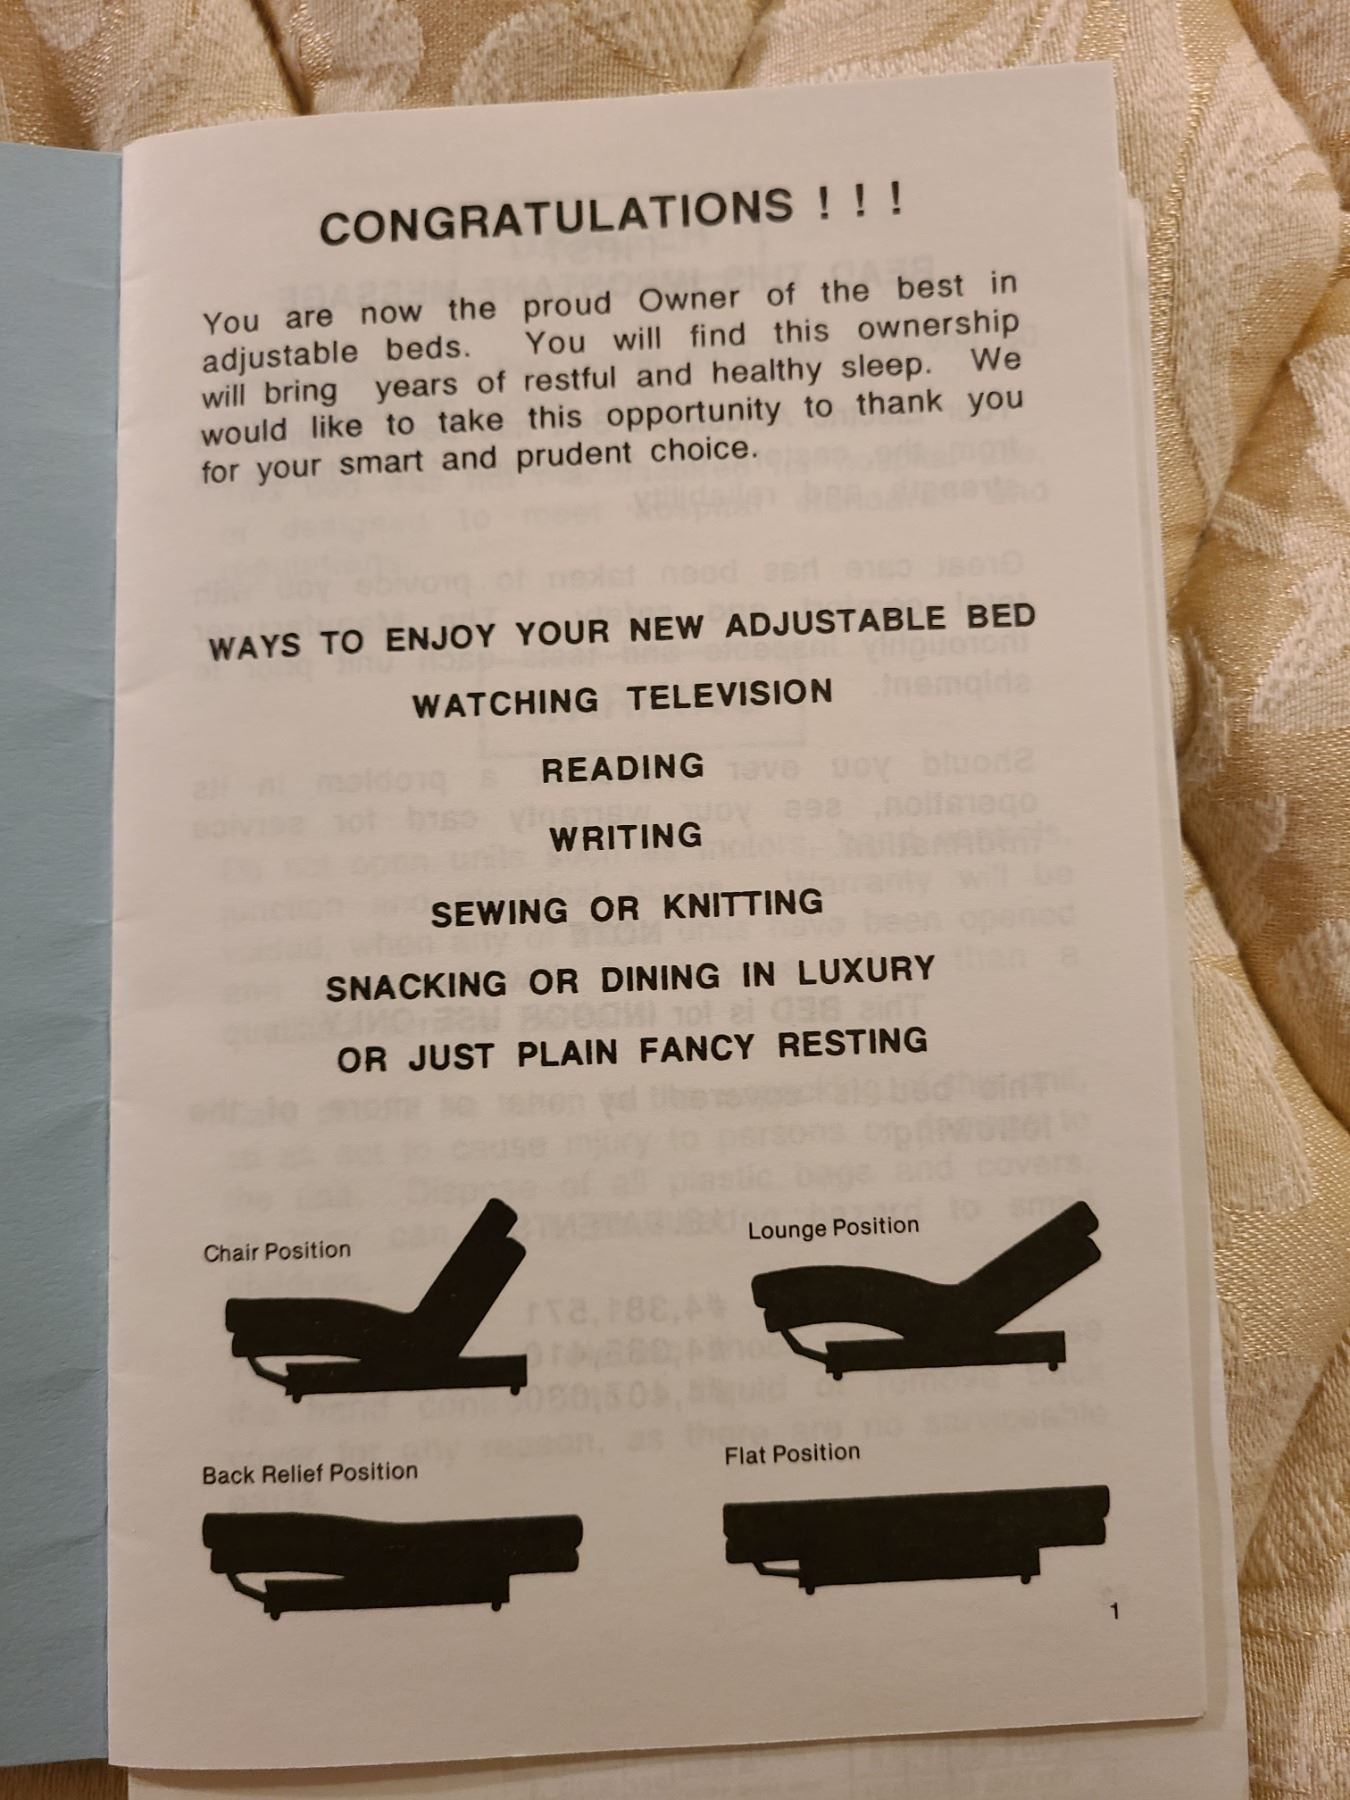 CONGRATULATIONS ! ! !
You are now the proud Owner of the best in
adjustable beds. You will find this ownership
will bring years of restful and healthy sleep. We
would like to take this opportunity to thank you
for your smart and prudent choice.
WAYS TO ENJOY YOUR NEW ADJUSTABLE BED
WATCHING TELEVISION
READING
WRITING
SEWING OR KNITTING
SNACKING OR DINING IN LUXURY
OR JUST PLAIN FANCY RESTING
Chair Position
Lounge Position
Back Relief Position
Flat Position
1